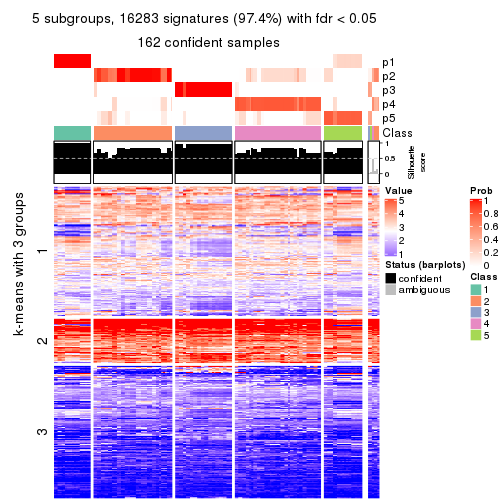 5 subgroups, 16283 signatures (97.4%) with fdr < 0.05
162 confident samples
p1
p2
p3
p4
p5
Class
1
0.5
0
Silhouette
score
k-means with 3 groups
1
2
3
Value
5
4
3
2
1
Status (barplots)
confident
ambiguous
Prob
1
0.8
0.6
0.4
0.2
0
Class
1
2
3
4
5